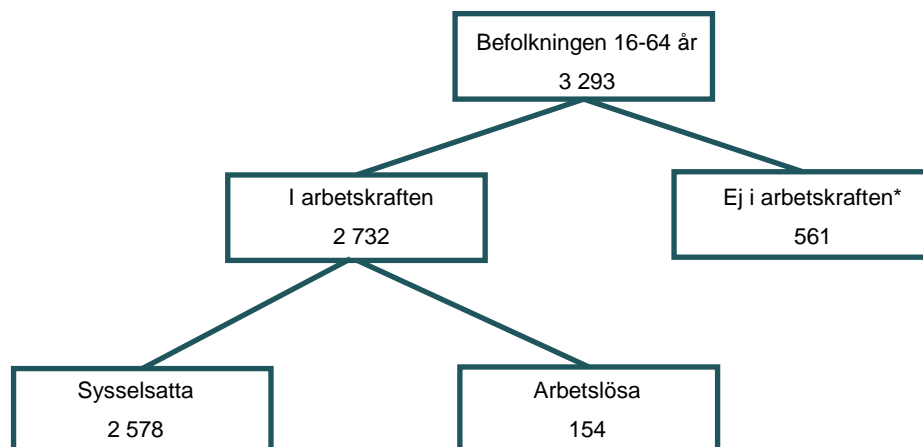 Befolkningen 16-64 år
3 293
I arbetskraften
2 732
Ej i arbetskraften*
561
Sysselsatta
2 578
Arbetslösa
154